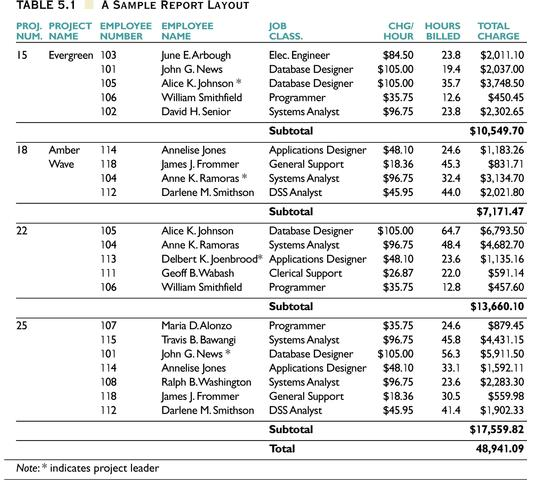 TABLE 5.1 A SAMPLE REPORT LAYOUT
PROJ. NUM. PROJECT NAME EMPLOYEE NUMBER EMPLOYEE NAME JOB CLASS. CHG/ HOUR HOURS BILLED TOTAL CHARGE
15 Evergreen 103 June E.Arbough Elec. Engineer $84.50 23.8 $2,011.10
101 John G. News Database Designer $105.00 19.4 $2,037.00
105 Alice K. Johnson * Database Designer $105.00 35.7 $3,748.50
106 William Smithfield Programmer $35.75 12.6 $450.45
102 David H. Senior Systems Analyst $96.75 23.8 $2,302.65
Subtotal $10,549.70
18 Amber 114 Annelise Jones Applications Designer $48.10 24.6 $1,183.26
Wave 118 James J. Frommer General Support $18.36 45.3 $831.71
104 Anne K. Ramoras * Systems Analyst $96.75 32.4 $3,134.70
112 Darlene M. Smithson DSS Analyst $45.95 44.0 $2,021.80
Subtotal $7,171.47
22 105 Alice K. Johnson Database Designer $105.00 64.7 $6,793.50
104 Anne K. Ramoras Systems Analyst $96.75 48.4 $4,682.70
113 Delbert K. Joenbrood* Applications Designer $48.10 23.6 $1,135.16
111 Geoff B. Wabash Clerical Support $26.87 22.0 $591.14
106 William Smithfield Programmer $35.75 12.8 $457.60
Subtotal $13,660.10
25 107 Maria D. Alonzo Programmer $35.75 24.6 $879.45
115 Travis B. Bawangi Systems Analyst $96.75 45.8 $4,431.15
101 John G. News * Database Designer $105.00 56.3 $5,911.50
114 Annelise Jones Applications Designer $48.10 33.1 $1,592.11
108 Ralph B. Washington Systems Analyst $96.75 23.6 $2,283.30
118 James J. Frommer General Support $18.36 30.5 $559.98
112 Darlene M. Smithson DSS Analyst $45.95 41.4 $1,902.33
Subtotal $17,559.82
Total 48,941.09
Note: * indicates project leader